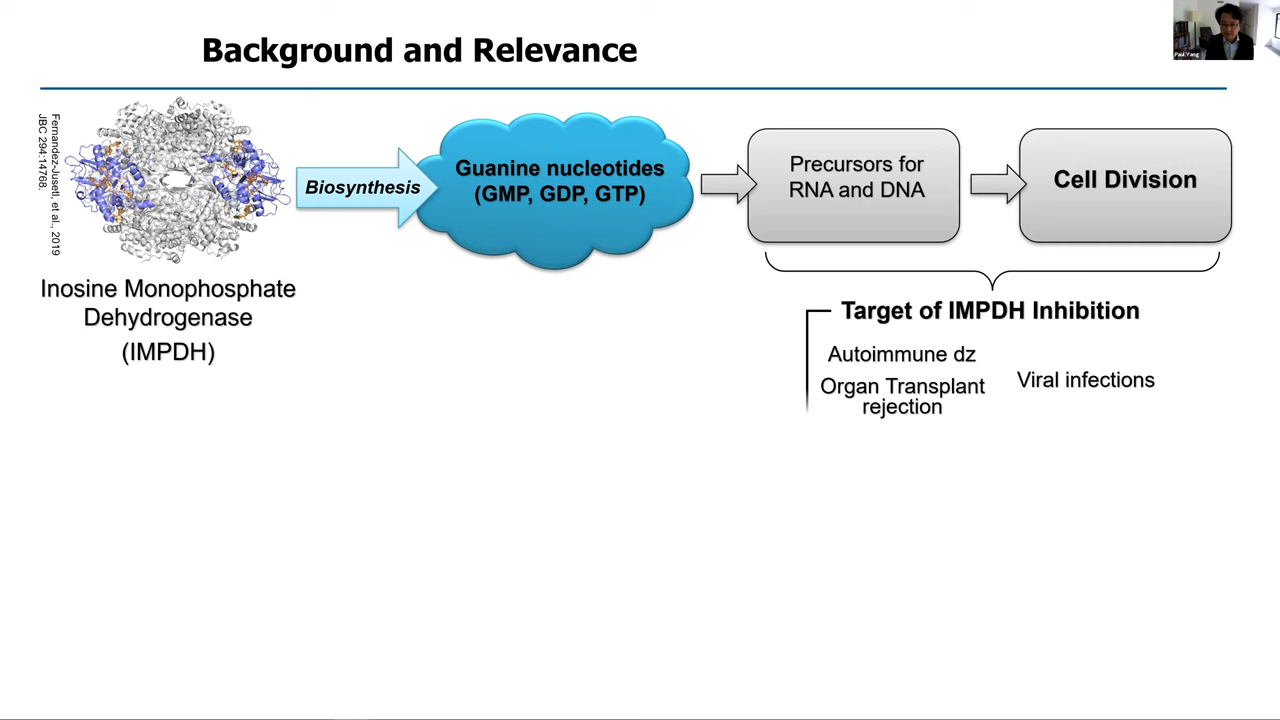 Background and Relevance
Paul Yang
Fernandez-Justel, et al., 2019
JBC 294:14768.
Biosynthesis
Guanine nucleotides
(GMP, GDP, GTP)
Precursors for
RNA and DNA
Cell Division
Inosine Monophosphate
Dehydrogenase
(IMPDH)
Target of IMPDH Inhibition
Autoimmune dz
Organ Transplant
rejection
Viral infections